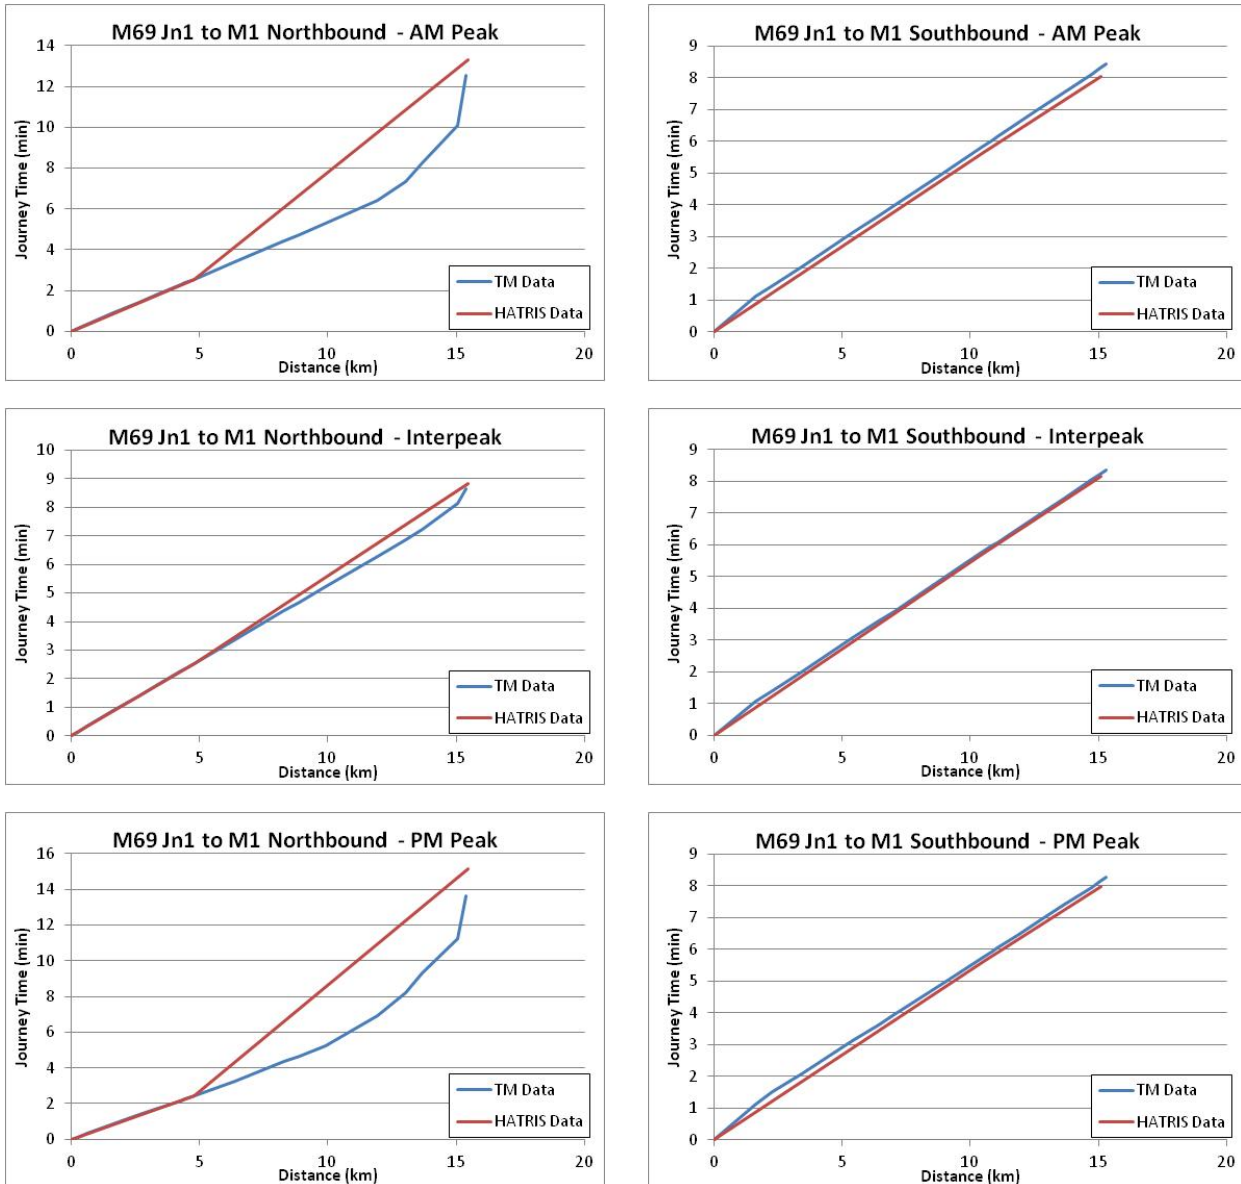 M69 Jn1 to M1 Northbound - AM Peak
Journey Time (min)
14
12
10
8
6
4
2
0
TM Data
HATRIS Data
0 5 10 15 20
Distance (km)
M69 Jn1 to M1 Southbound - AM Peak
Journey Time (min)
9
8
7
6
5
4
3
2
1
0
TM Data
HATRIS Data
0 5 10 15 20
Distance (km)
M69 Jn1 to M1 Northbound - Interpeak
Journey Time (min)
10
9
8
7
6
5
4
3
2
1
0
TM Data
HATRIS Data
0 5 10 15 20
Distance (km)
M69 Jn1 to M1 Southbound - Interpeak
Journey Time (min)
9
8
7
6
5
4
3
2
1
0
TM Data
HATRIS Data
0 5 10 15 20
Distance (km)
M69 Jn1 to M1 Northbound - PM Peak
Journey Time (min)
16
14
12
10
8
6
4
2
0
TM Data
HATRIS Data
0 5 10 15 20
Distance (km)
M69 Jn1 to M1 Southbound - PM Peak
Journey Time (min)
9
8
7
6
5
4
3
2
1
0
TM Data
HATRIS Data
0 5 10 15 20
Distance (km)